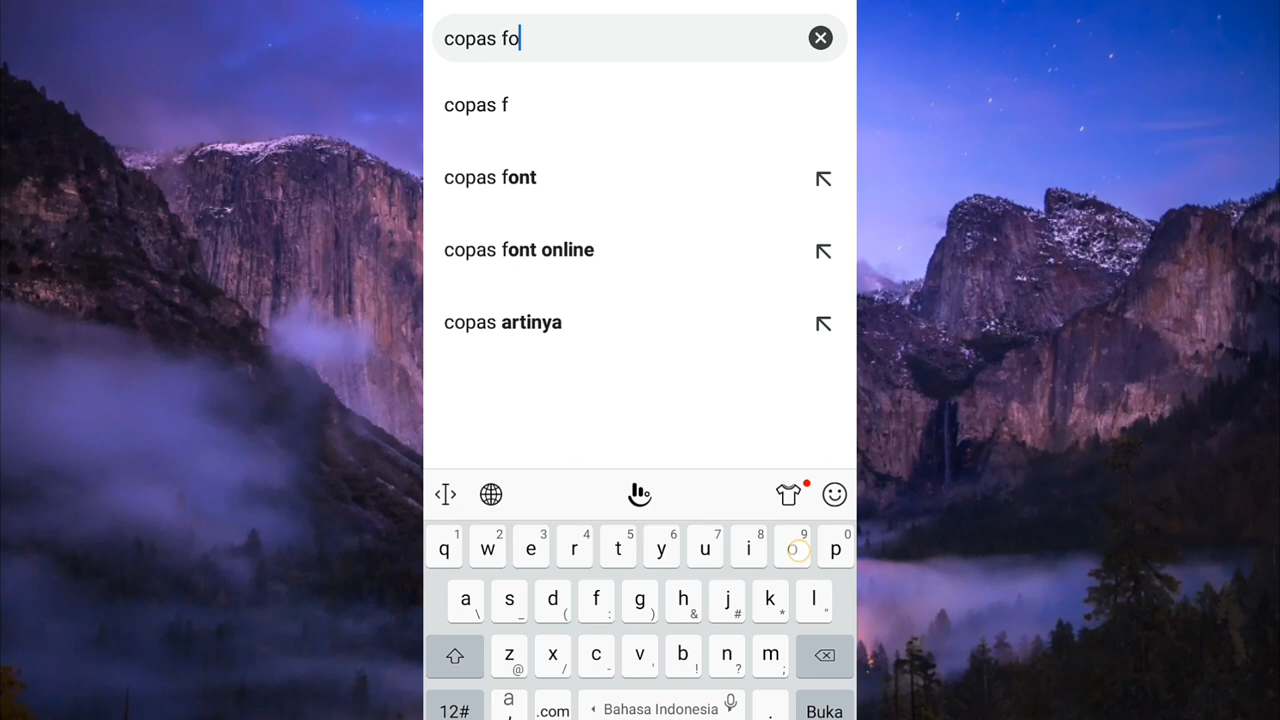 copas fo
copas f
copas font
copas font online
copas artinya
1 2 3 4 5 6 7 8 9 0
q w e r t y u i o p
a s d f g h j k l
\ _ ( : ) & # * "
z x c v b n m
@ / - ' ! ? ;
12# a , .com Bahasa Indonesia . Buka